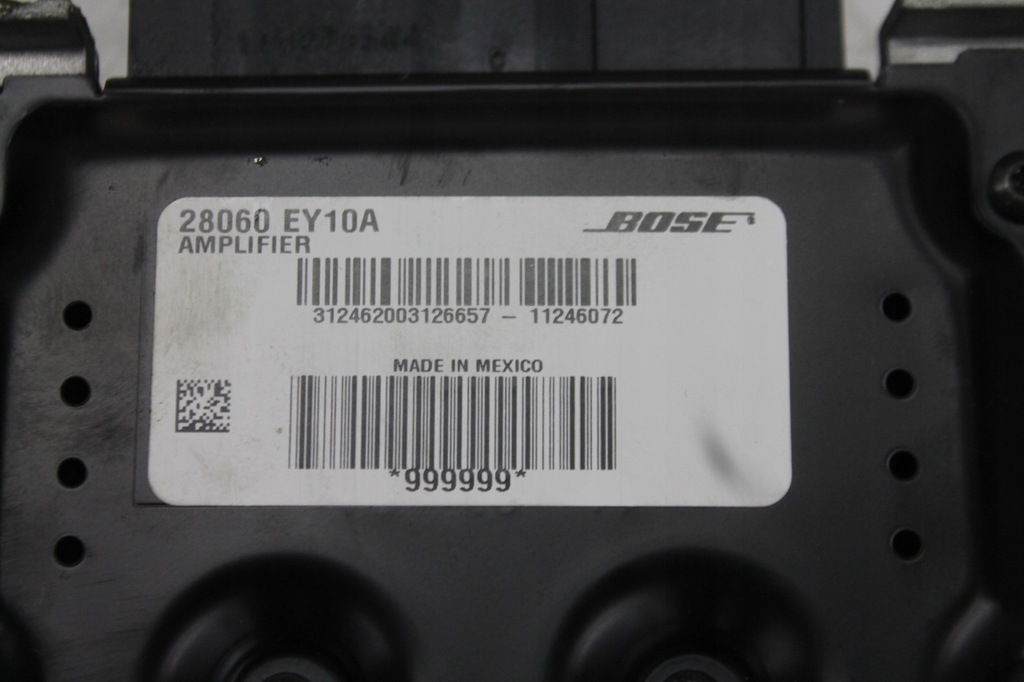 28060 EY10A
BOSE
AMPLIFIER
312462003126657 - 11246072
MADE IN MEXICO
*999999*